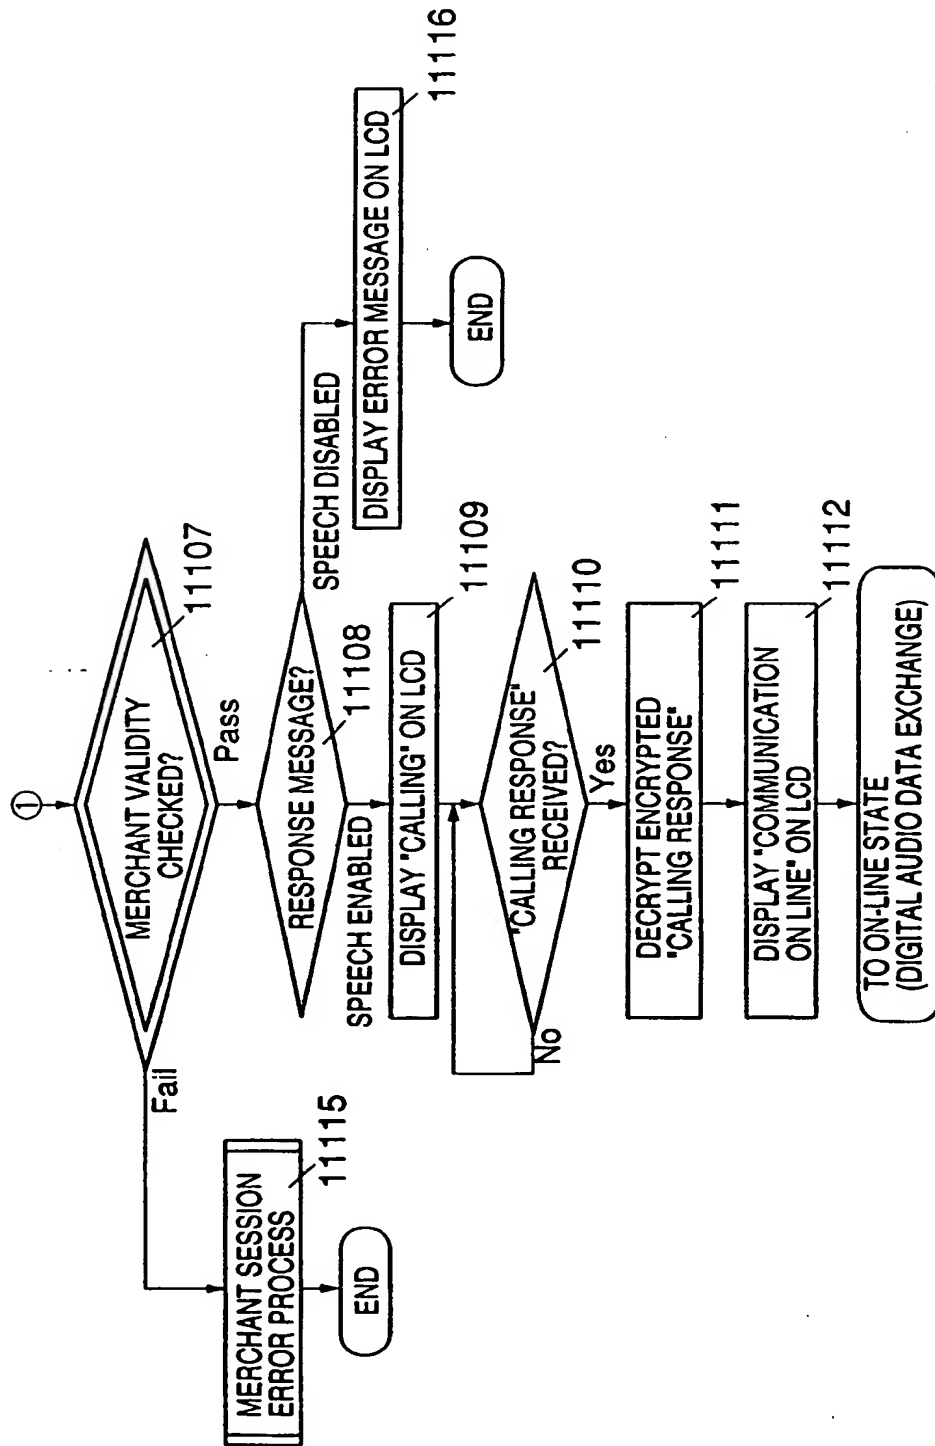 ①
MERCHANT VALIDITY
CHECKED?
11107
Fail
Pass
MERCHANT SESSION
ERROR PROCESS
11115
END
RESPONSE MESSAGE?
11108
SPEECH DISABLED
DISPLAY ERROR MESSAGE ON LCD
11116
END
SPEECH ENABLED
DISPLAY "CALLING" ON LCD
11109
"CALLING RESPONSE"
RECEIVED?
11110
No
Yes
DECRYPT ENCRYPTED
"CALLING RESPONSE"
11111
DISPLAY "COMMUNICATION
ON LINE" ON LCD
11112
TO ON-LINE STATE
(DIGITAL AUDIO DATA EXCHANGE)